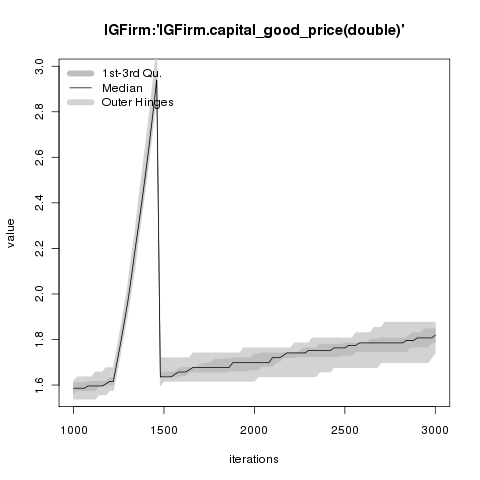 IGFirm:'IGFirm.capital_good_price(double)'
1st-3rd Qu.
Median
Outer Hinges
value
3.0
2.8
2.6
2.4
2.2
2.0
1.8
1.6
1000 1500 2000 2500 3000
iterations